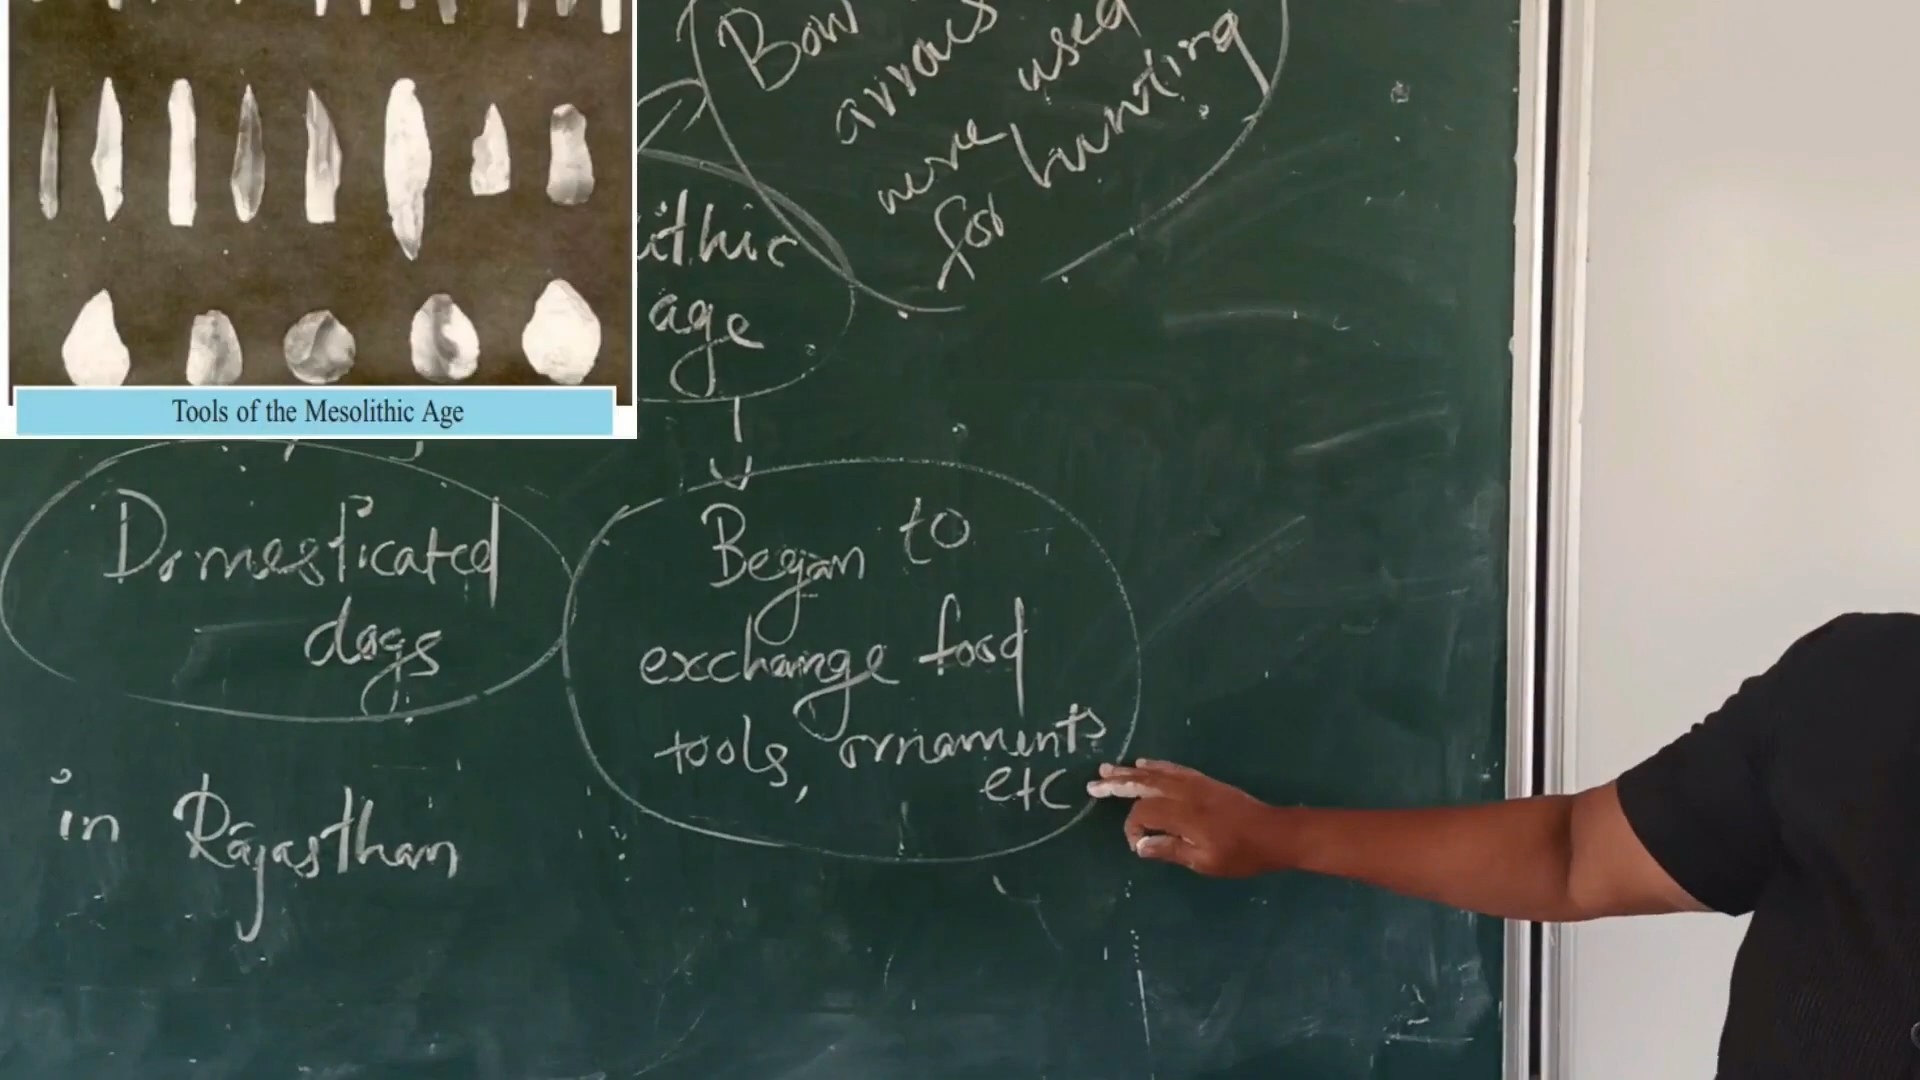 Bow
arrows
were used
for hunting
ithic
age
Tools of the Mesolithic Age
Domesticated
dogs
Began to
exchange food
tools, ornaments
etc
in Rajasthan